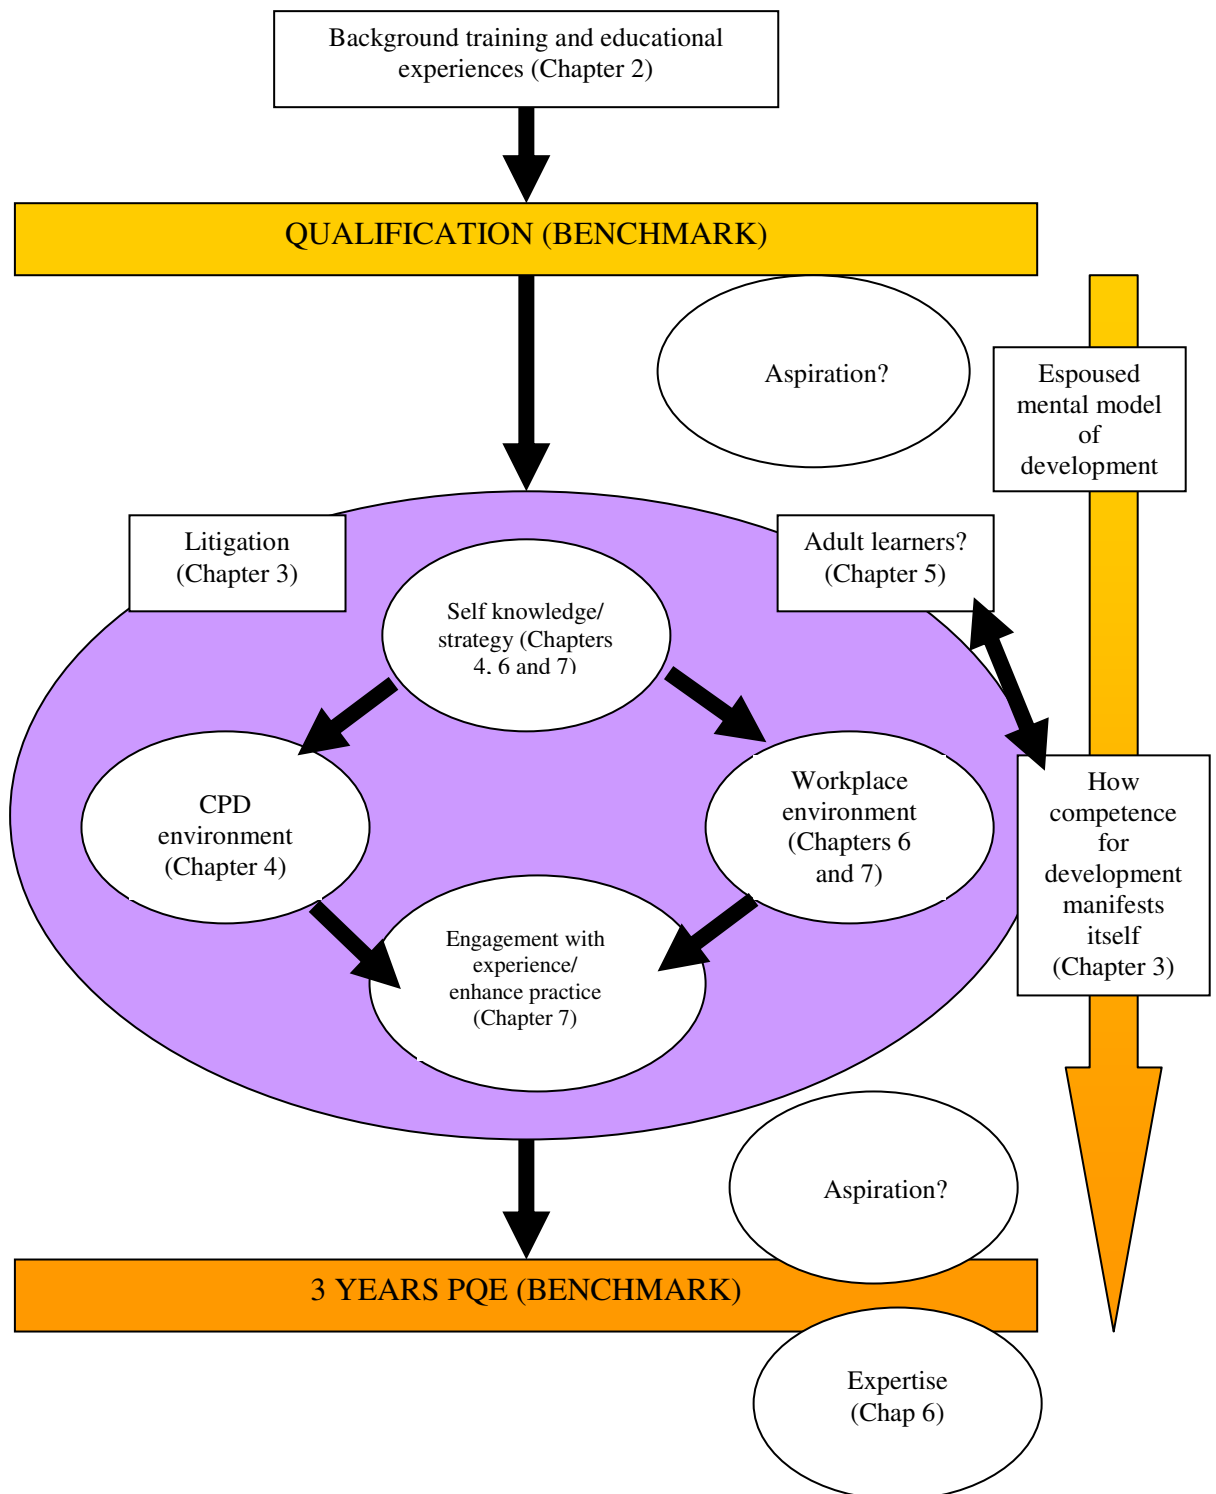 Background training and educational
experiences (Chapter 2)
QUALIFICATION (BENCHMARK)
Aspiration?
Espoused
mental model
of
development
Litigation
(Chapter 3)
Adult learners?
(Chapter 5)
Self knowledge/
strategy (Chapters
4, 6 and 7)
CPD
environment
(Chapter 4)
Workplace
environment
(Chapters 6
and 7)
How
competence
for
development
manifests
itself
(Chapter 3)
Engagement with
experience/
enhance practice
(Chapter 7)
Aspiration?
3 YEARS PQE (BENCHMARK)
Expertise
(Chap 6)